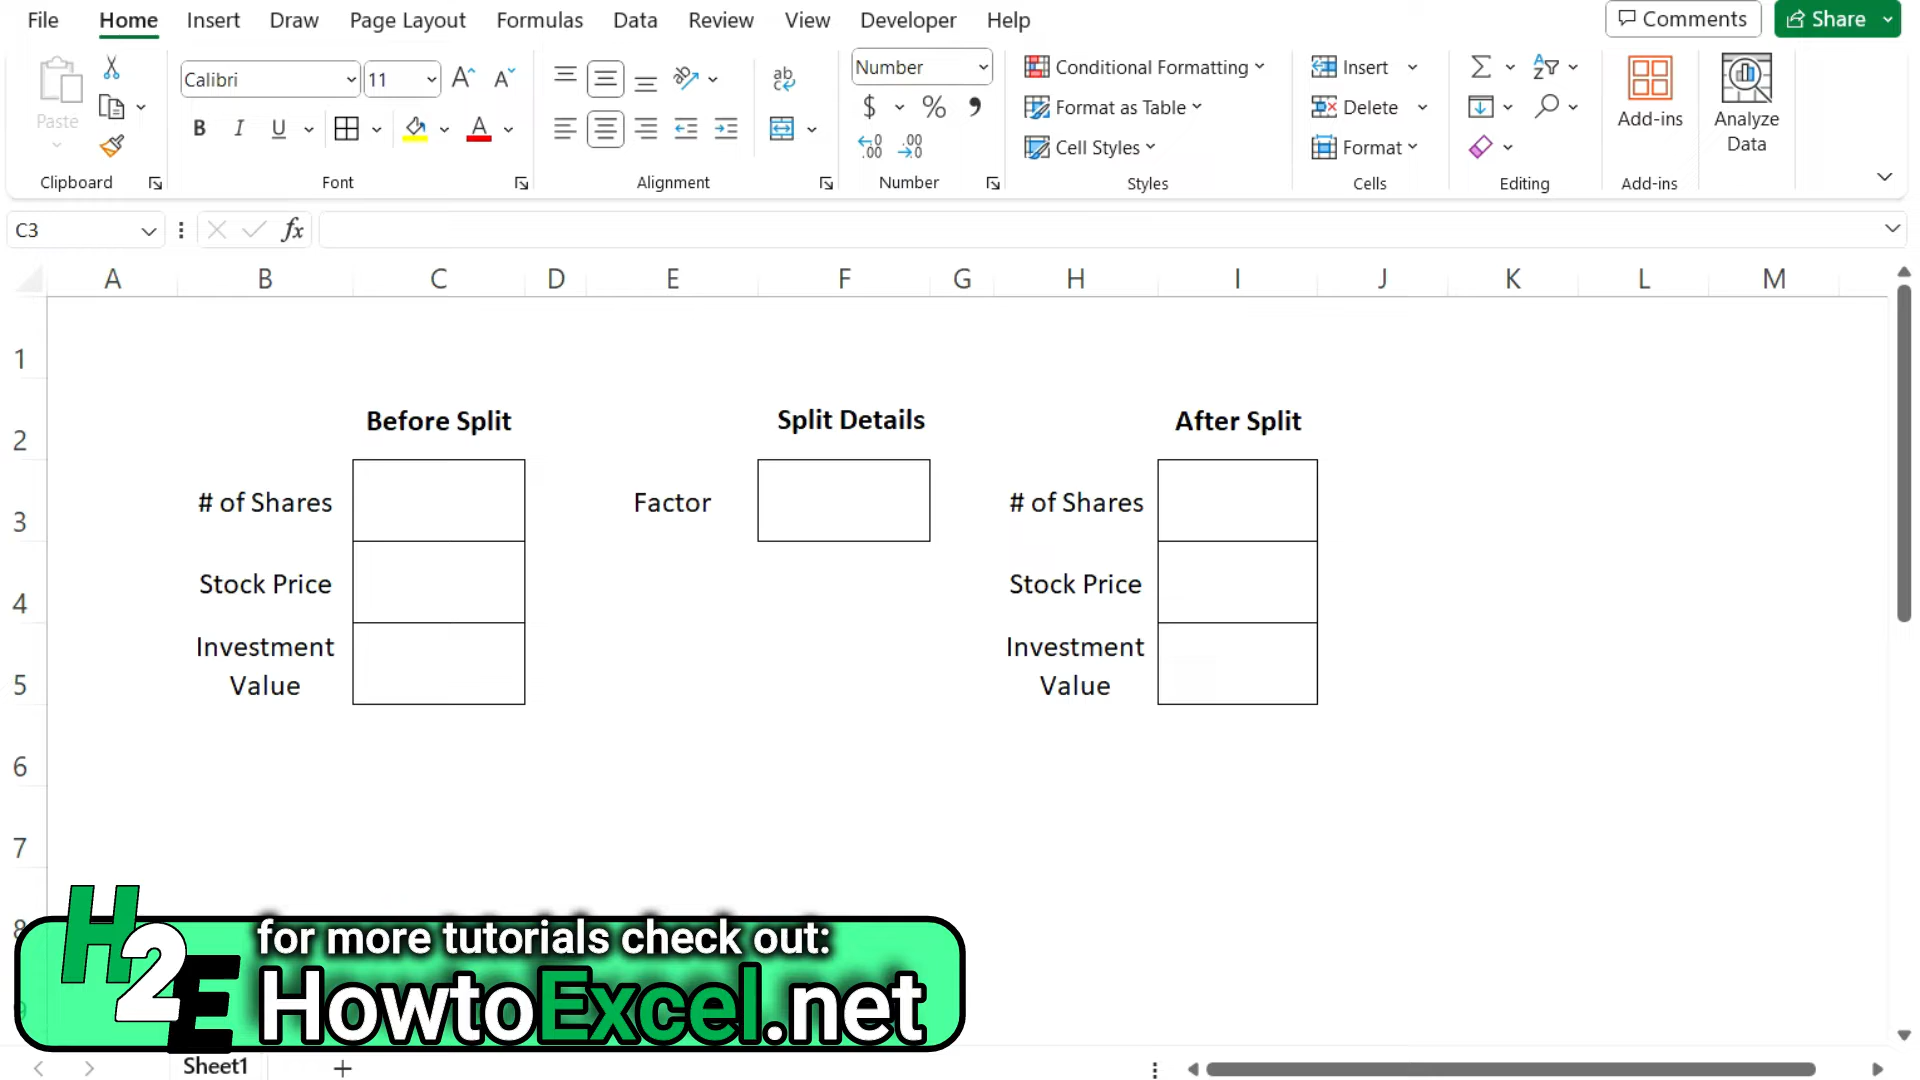 File Home Insert Draw Page Layout Formulas Data Review View Developer Help Comments Share
Paste Calibri 11 Number Conditional Formatting Insert
Format as Table Delete Add-ins Analyze Data
Cell Styles Format
Clipboard Font Alignment Number Styles Cells Editing Add-ins
C3 fx
A B C D E F G H I J K L M
1
2 Before Split Split Details After Split
3 # of Shares Factor # of Shares
4 Stock Price Stock Price
5 Investment Value Investment Value
6
7
8
for more tutorials check out:
H2E HowtoExcel.net
9
Sheet1